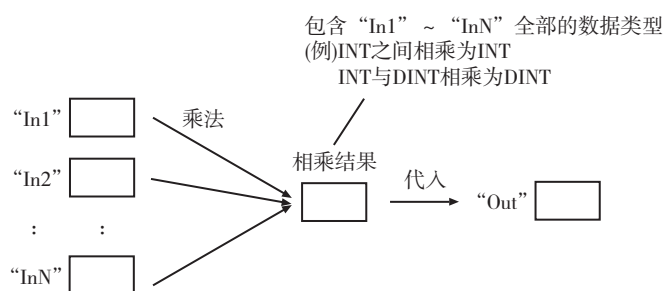 包含“In1”~“InN”全部的数据类型
(例)INT之间相乘为INT
INT与DINT相乘为DINT
“In1”
乘法
相乘结果
“In2”
代入
“Out”
: :
“InN”